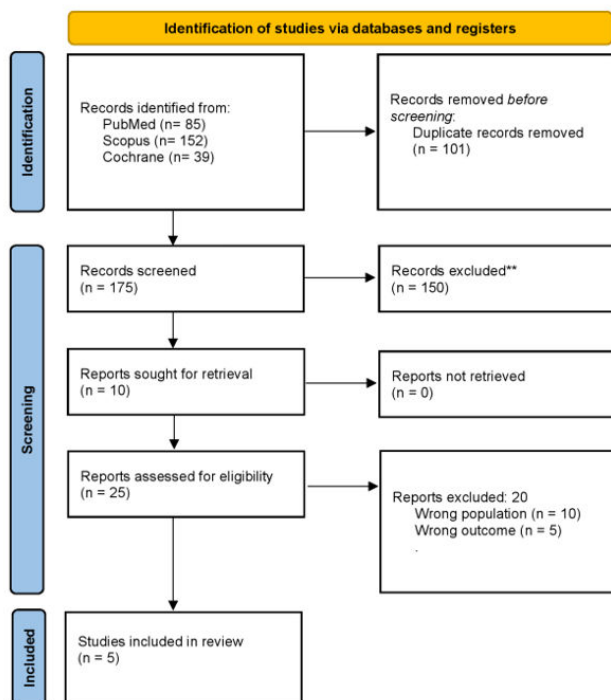 Identification of studies via databases and registers
Identification
Records identified from:
PubMed (n= 85)
Scopus (n= 152)
Cochrane (n= 39)
Records removed before
screening:
Duplicate records removed
(n = 101)
Screening
Records screened
(n = 175)
Records excluded**
(n = 150)
Reports sought for retrieval
(n = 10)
Reports not retrieved
(n = 0)
Reports assessed for eligibility
(n = 25)
Reports excluded: 20
Wrong population (n = 10)
Wrong outcome (n = 5)
.
Included
Studies included in review
(n = 5)